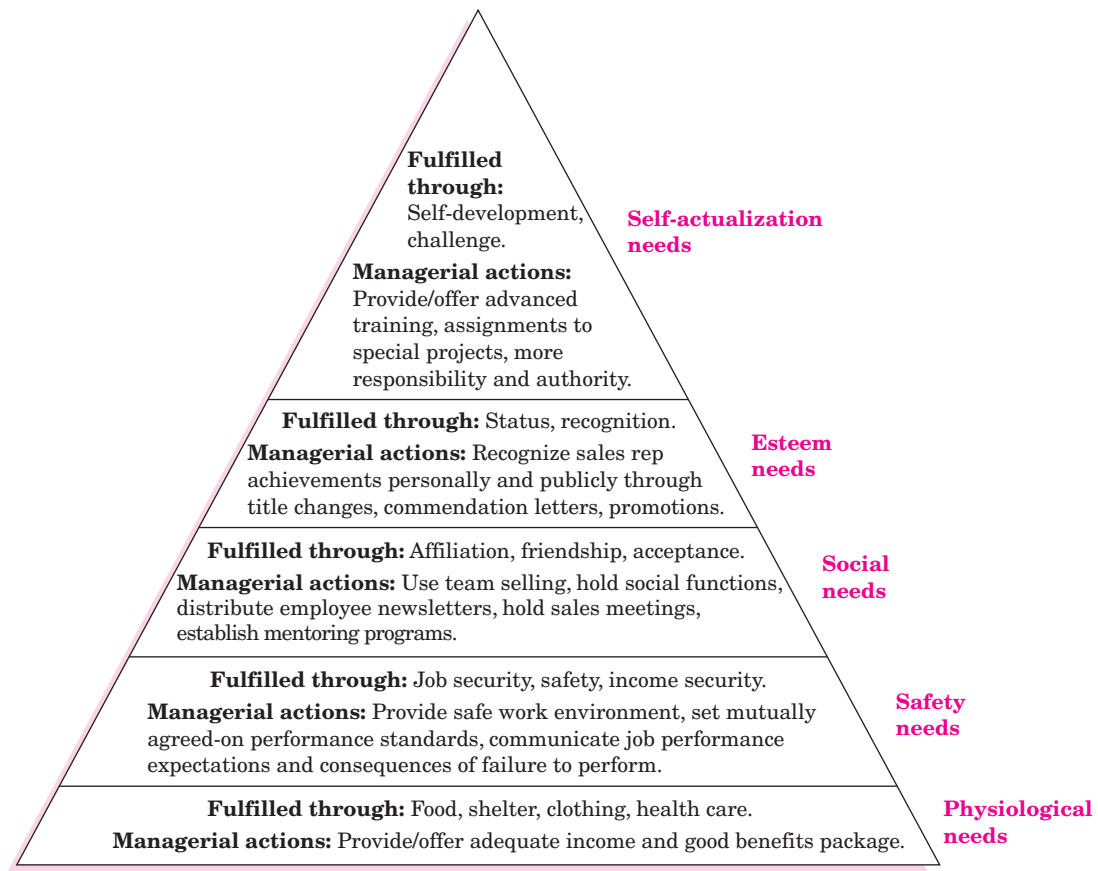 Fulfilled
through:
Self-development,
challenge.
Managerial actions:
Provide/offer advanced
training, assignments to
special projects, more
responsibility and authority.
Self-actualization
needs
Fulfilled through: Status, recognition.
Managerial actions: Recognize sales rep
achievements personally and publicly through
title changes, commendation letters, promotions.
Esteem
needs
Fulfilled through: Affiliation, friendship, acceptance.
Managerial actions: Use team selling, hold social functions,
distribute employee newsletters, hold sales meetings,
establish mentoring programs.
Social
needs
Fulfilled through: Job security, safety, income security.
Managerial actions: Provide safe work environment, set mutually
agreed-on performance standards, communicate job performance
expectations and consequences of failure to perform.
Safety
needs
Fulfilled through: Food, shelter, clothing, health care.
Managerial actions: Provide/offer adequate income and good benefits package.
Physiological
needs